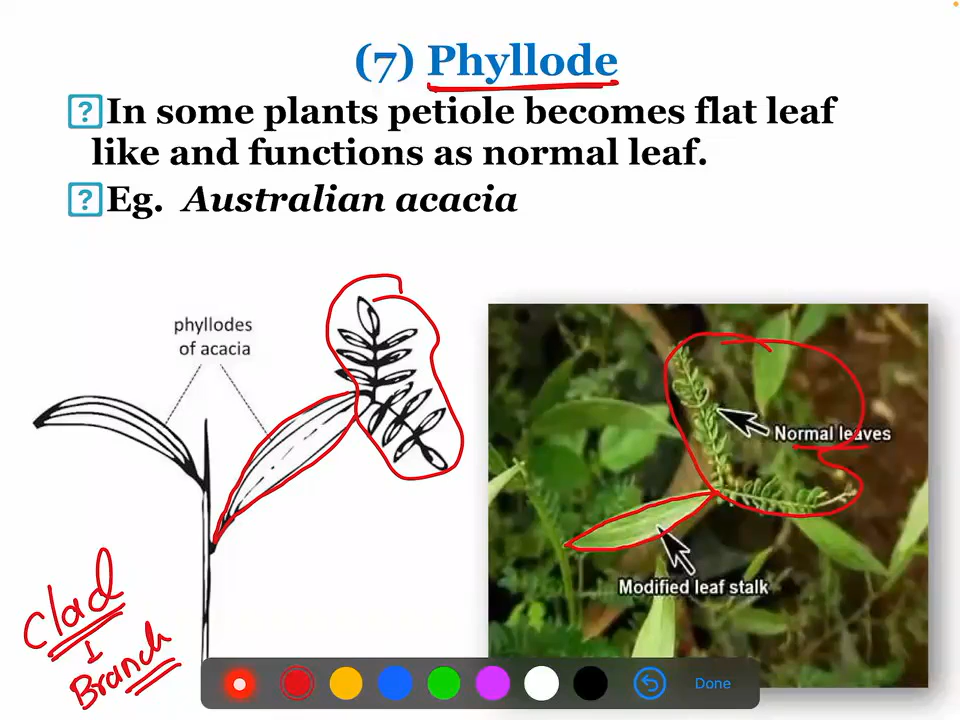 (7) Phyllode
In some plants petiole becomes flat leaf
like and functions as normal leaf.
Eg. Australian acacia
phyllodes
of acacia
Normal leaves
Modified leaf stalk
Clad
Branch
Done